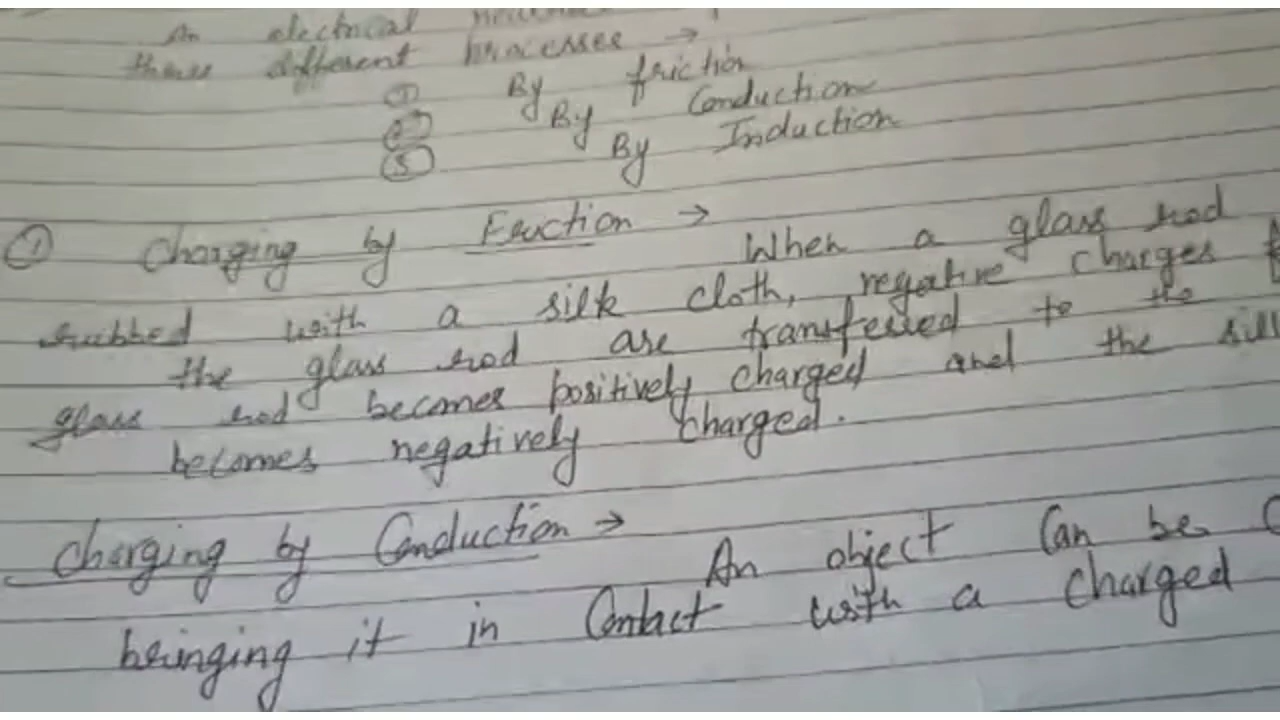 An electrical
three different processes →
① By friction
② By Conduction
③ By Induction
① Charging by Friction →
When a glass rod
rubbed with a silk cloth, negative charges
the glass rod are transferred to the
glass rod becomes positively charged and the
becomes negatively charged.
Charging by Conduction →
An object Can be
bringing it in Contact with a Charged